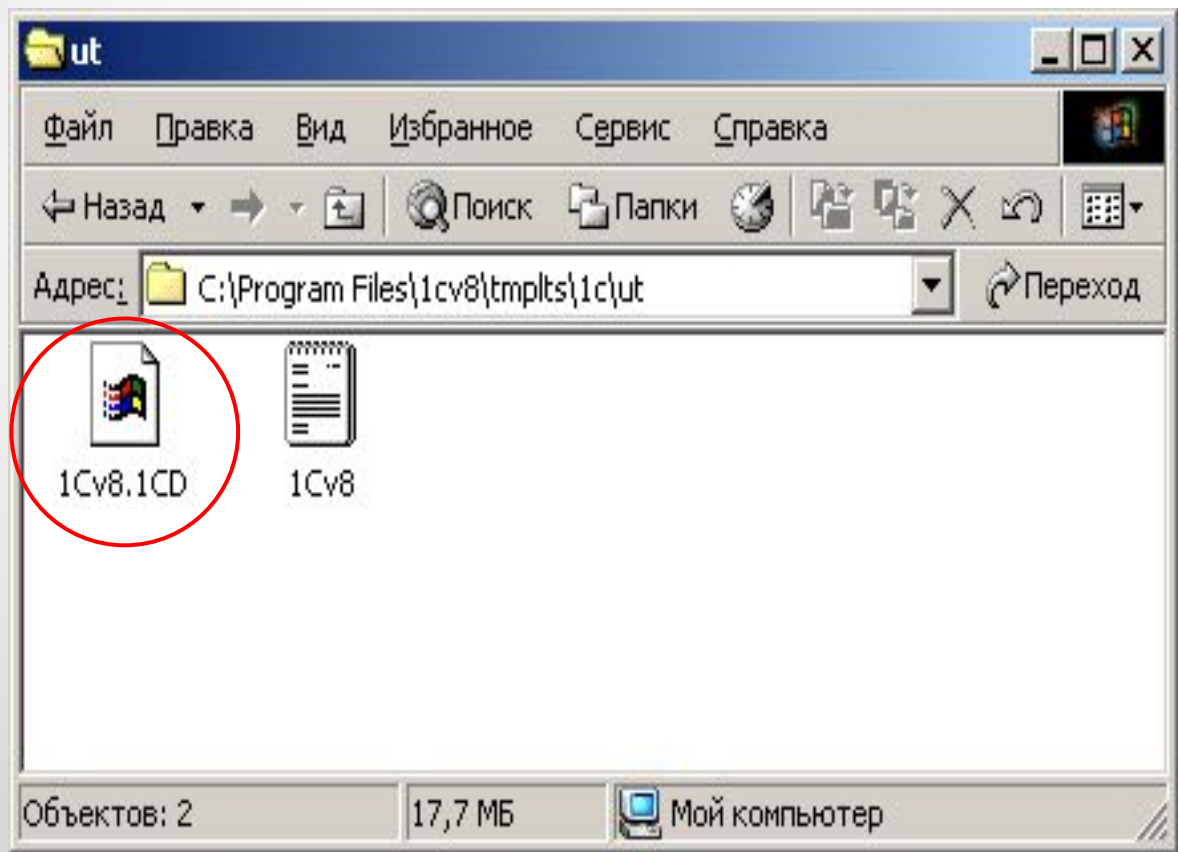 ut
Файл Правка Вид Избранное Сервис Справка
Назад Поиск Папки
Адрес: C:\Program Files\1cv8\tmplts\1c\ut Переход
1Cv8.1CD 1Cv8
Объектов: 2 17,7 МБ Мой компьютер